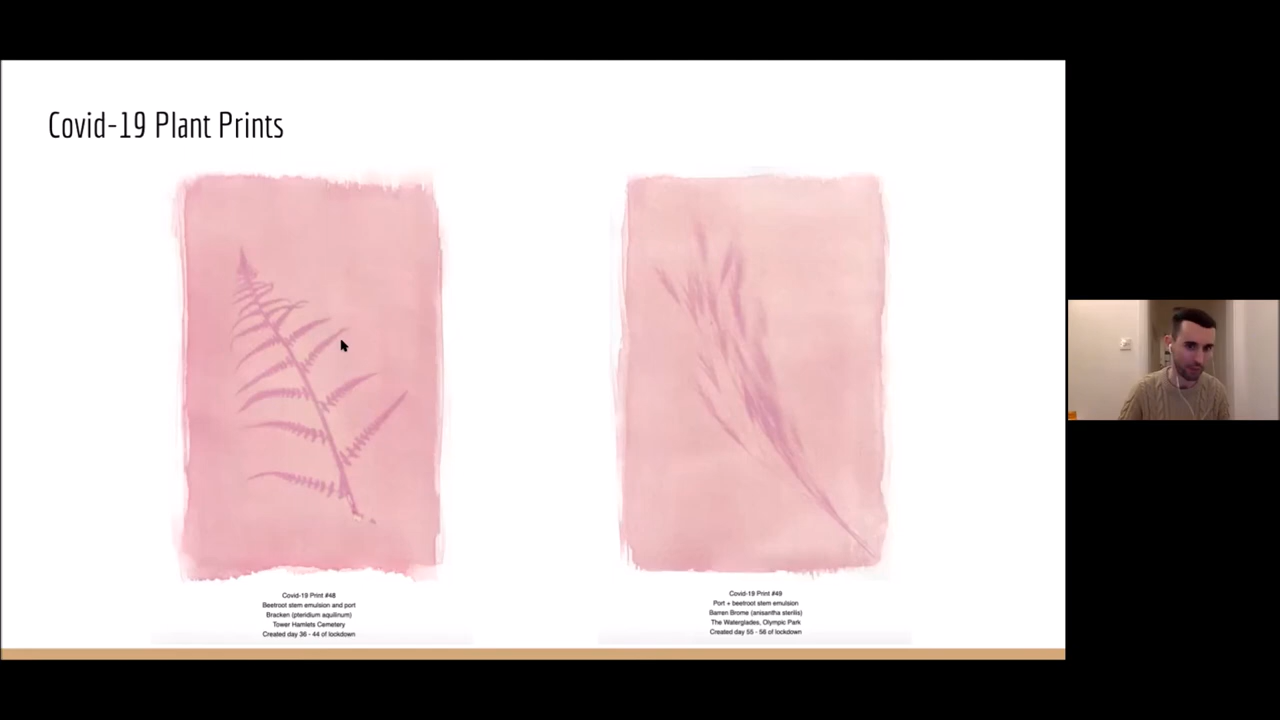 Covid-19 Plant Prints
Covid-19 Print #48
Beetroot stem emulsion and port
Bracken (pteridium aquilinum)
Tower Hamlets Cemetery
Created day 36 - 44 of lockdown
Covid-19 Print #49
Port + beetroot stem emulsion
Barren Brome (anisantha sterilis)
The Waterglades, Olympic Park
Created day 55 - 56 of lockdown